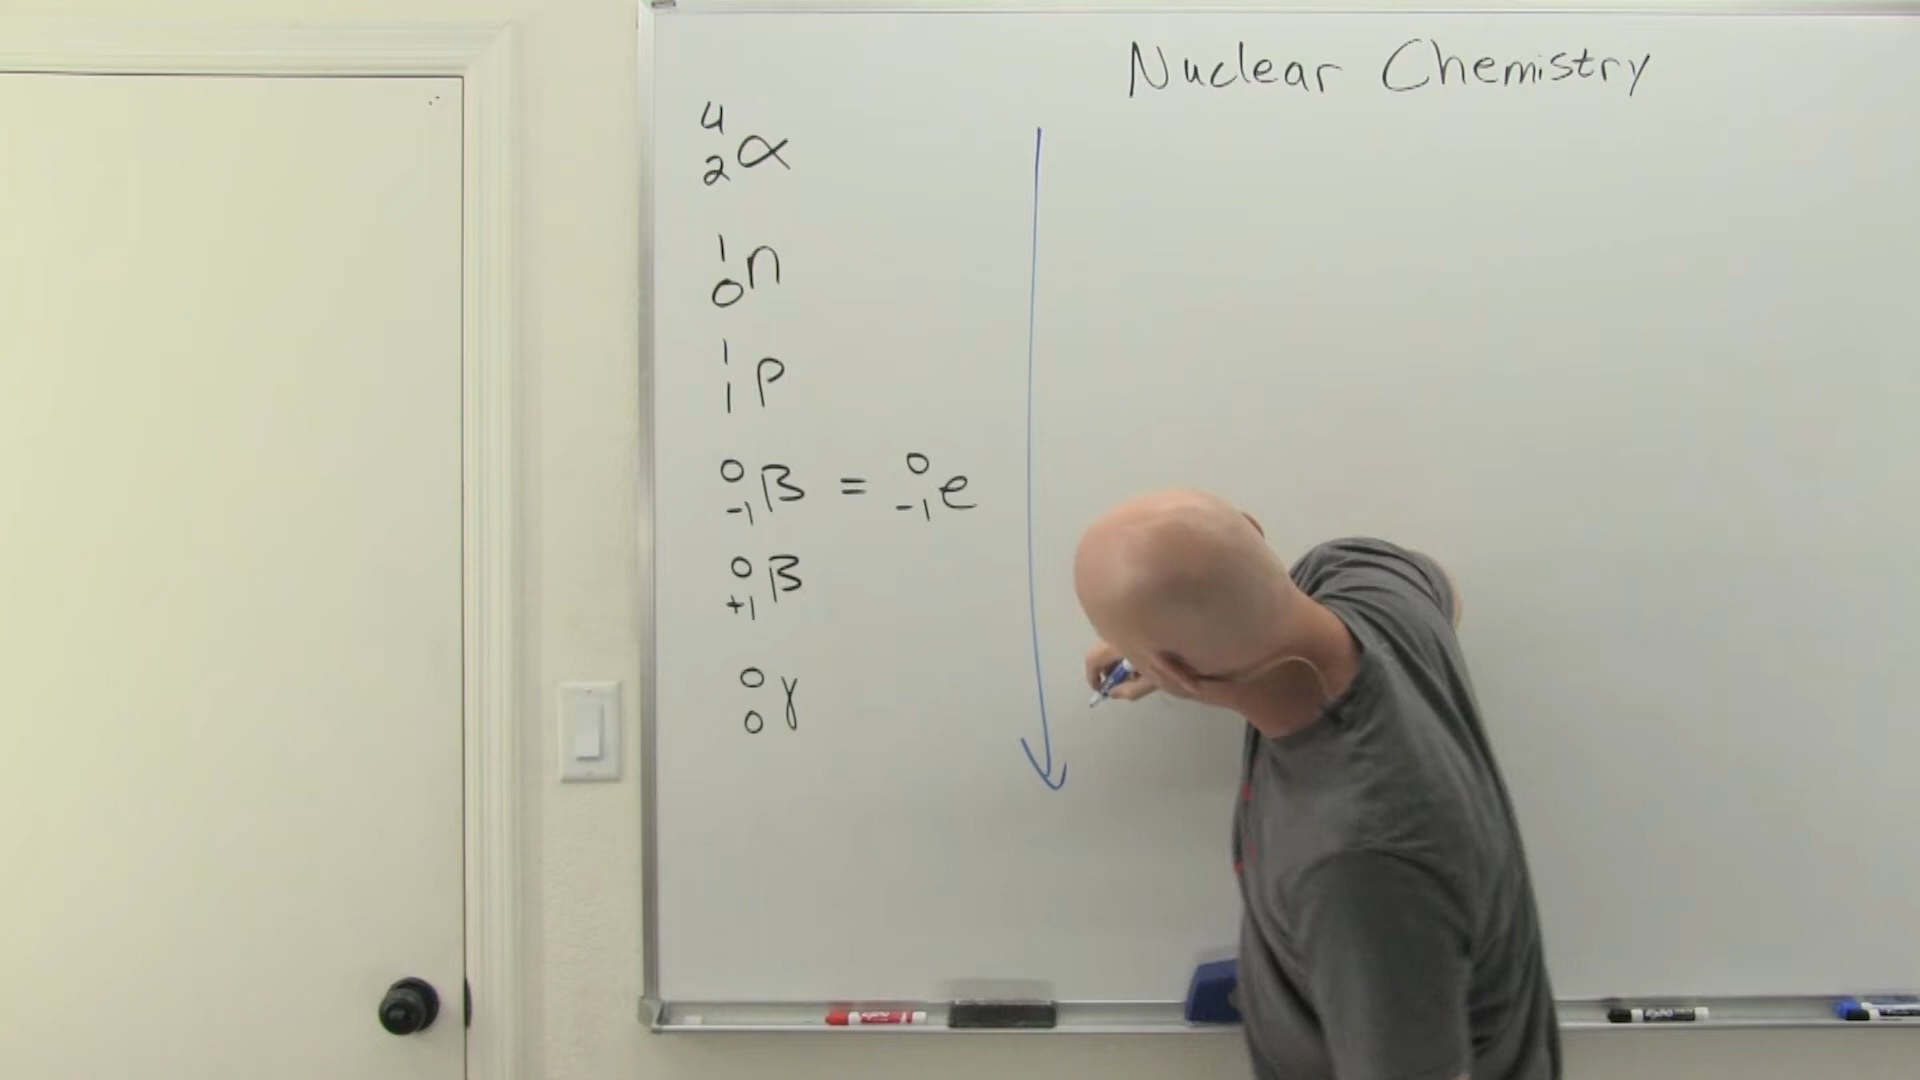 Nuclear Chemistry
⁴₂α
¹₀n
¹₁p
⁰₋₁β = ⁰₋₁e
⁰₊₁β
⁰₀γ